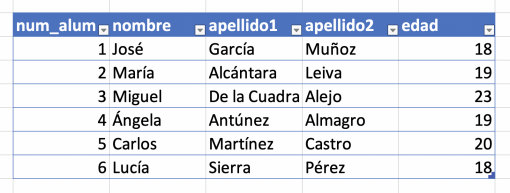 num_alum nombre apellido1 apellido2 edad
1 José García Muñoz 18
2 María Alcántara Leiva 19
3 Miguel De la Cuadra Alejo 23
4 Ángela Antúnez Almagro 19
5 Carlos Martínez Castro 20
6 Lucía Sierra Pérez 18